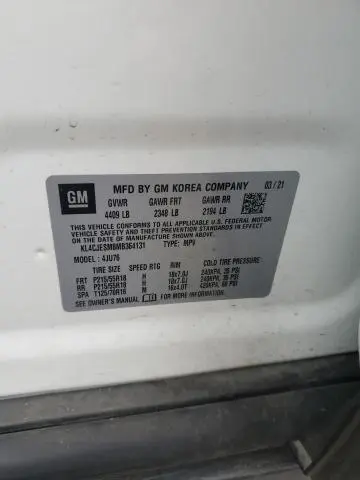 GM
MFD BY GM KOREA COMPANY 03/21
GVWR GAWR FRT GAWR RR
4409 LB 2348 LB 2194 LB
THIS VEHICLE CONFORMS TO ALL APPLICABLE U.S. FEDERAL MOTOR
VEHICLE SAFETY AND THEFT PREVENTION STANDARDS IN EFFECT ON
THE DATE OF MANUFACTURE SHOWN ABOVE.
KL4CJESM8MB364131 TYPE: MPV
MODEL: 4JU76
TIRE SIZE SPEED RTG RIM COLD TIRE PRESSURE
FRT P215/55R18 H 18x7.0J 240KPA, 35 PSI
RR P215/55R18 H 18x7.0J 240KPA, 35 PSI
SPA T125/70R16 M 16x4.0T 420KPA, 60 PSI
SEE OWNER'S MANUAL FOR MORE INFORMATION.